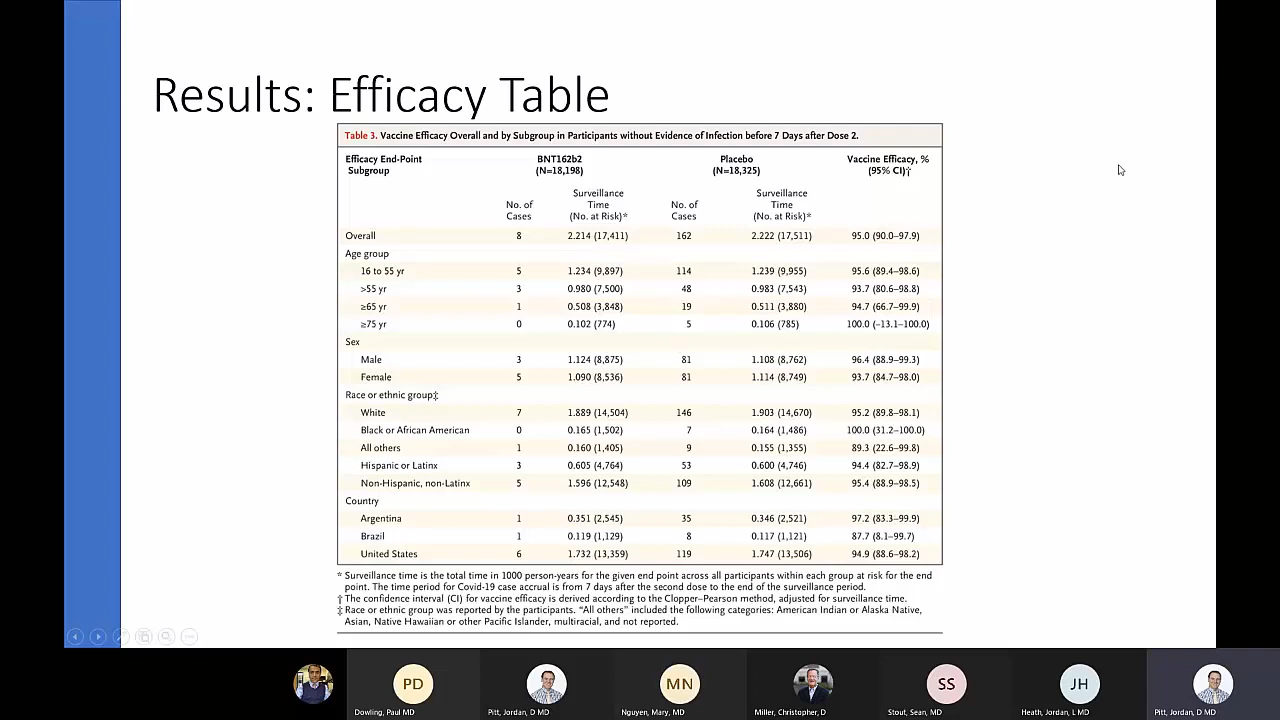 Results: Efficacy Table
Table 3. Vaccine Efficacy Overall and by Subgroup in Participants without Evidence of Infection before 7 Days after Dose 2.
Efficacy End-Point Subgroup BNT162b2 (N=18,198) Placebo (N=18,325) Vaccine Efficacy, % (95% CI)†
No. of Cases Surveillance Time (No. at Risk)* No. of Cases Surveillance Time (No. at Risk)*
Overall 8 2.214 (17,411) 162 2.222 (17,511) 95.0 (90.0–97.9)
Age group
16 to 55 yr 5 1.234 (9,897) 114 1.239 (9,955) 95.6 (89.4–98.6)
>55 yr 3 0.980 (7,500) 48 0.983 (7,543) 93.7 (80.6–98.8)
≥65 yr 1 0.508 (3,848) 19 0.511 (3,880) 94.7 (66.7–99.9)
≥75 yr 0 0.102 (774) 5 0.106 (785) 100.0 (–13.1–100.0)
Sex
Male 3 1.124 (8,875) 81 1.108 (8,762) 96.4 (88.9–99.3)
Female 5 1.090 (8,536) 81 1.114 (8,749) 93.7 (84.7–98.0)
Race or ethnic group‡
White 7 1.889 (14,504) 146 1.903 (14,670) 95.2 (89.8–98.1)
Black or African American 0 0.165 (1,502) 7 0.164 (1,486) 100.0 (31.2–100.0)
All others 1 0.160 (1,405) 9 0.155 (1,355) 89.3 (22.6–99.8)
Hispanic or Latinx 3 0.605 (4,764) 53 0.600 (4,746) 94.4 (82.7–98.9)
Non-Hispanic, non-Latinx 5 1.596 (12,548) 109 1.608 (12,661) 95.4 (88.9–98.5)
Country
Argentina 1 0.351 (2,545) 35 0.346 (2,521) 97.2 (83.3–99.9)
Brazil 1 0.119 (1,129) 8 0.117 (1,121) 87.7 (8.1–99.7)
United States 6 1.732 (13,359) 119 1.747 (13,506) 94.9 (88.6–98.2)
* Surveillance time is the total time in 1000 person-years for the given end point across all participants within each group at risk for the end
point. The time period for Covid-19 case accrual is from 7 days after the second dose to the end of the surveillance period.
† The confidence interval (CI) for vaccine efficacy is derived according to the Clopper–Pearson method, adjusted for surveillance time.
‡ Race or ethnic group was reported by the participants. “All others” included the following categories: American Indian or Alaska Native,
Asian, Native Hawaiian or other Pacific Islander, multiracial, and not reported.
PD MN SS JH
Dowling, Paul MD Pitt, Jordan, D MD Nguyen, Mary, MD Miller, Christopher, D Stout, Sean, MD Heath, Jordan, L MD Pitt, Jordan, D MD